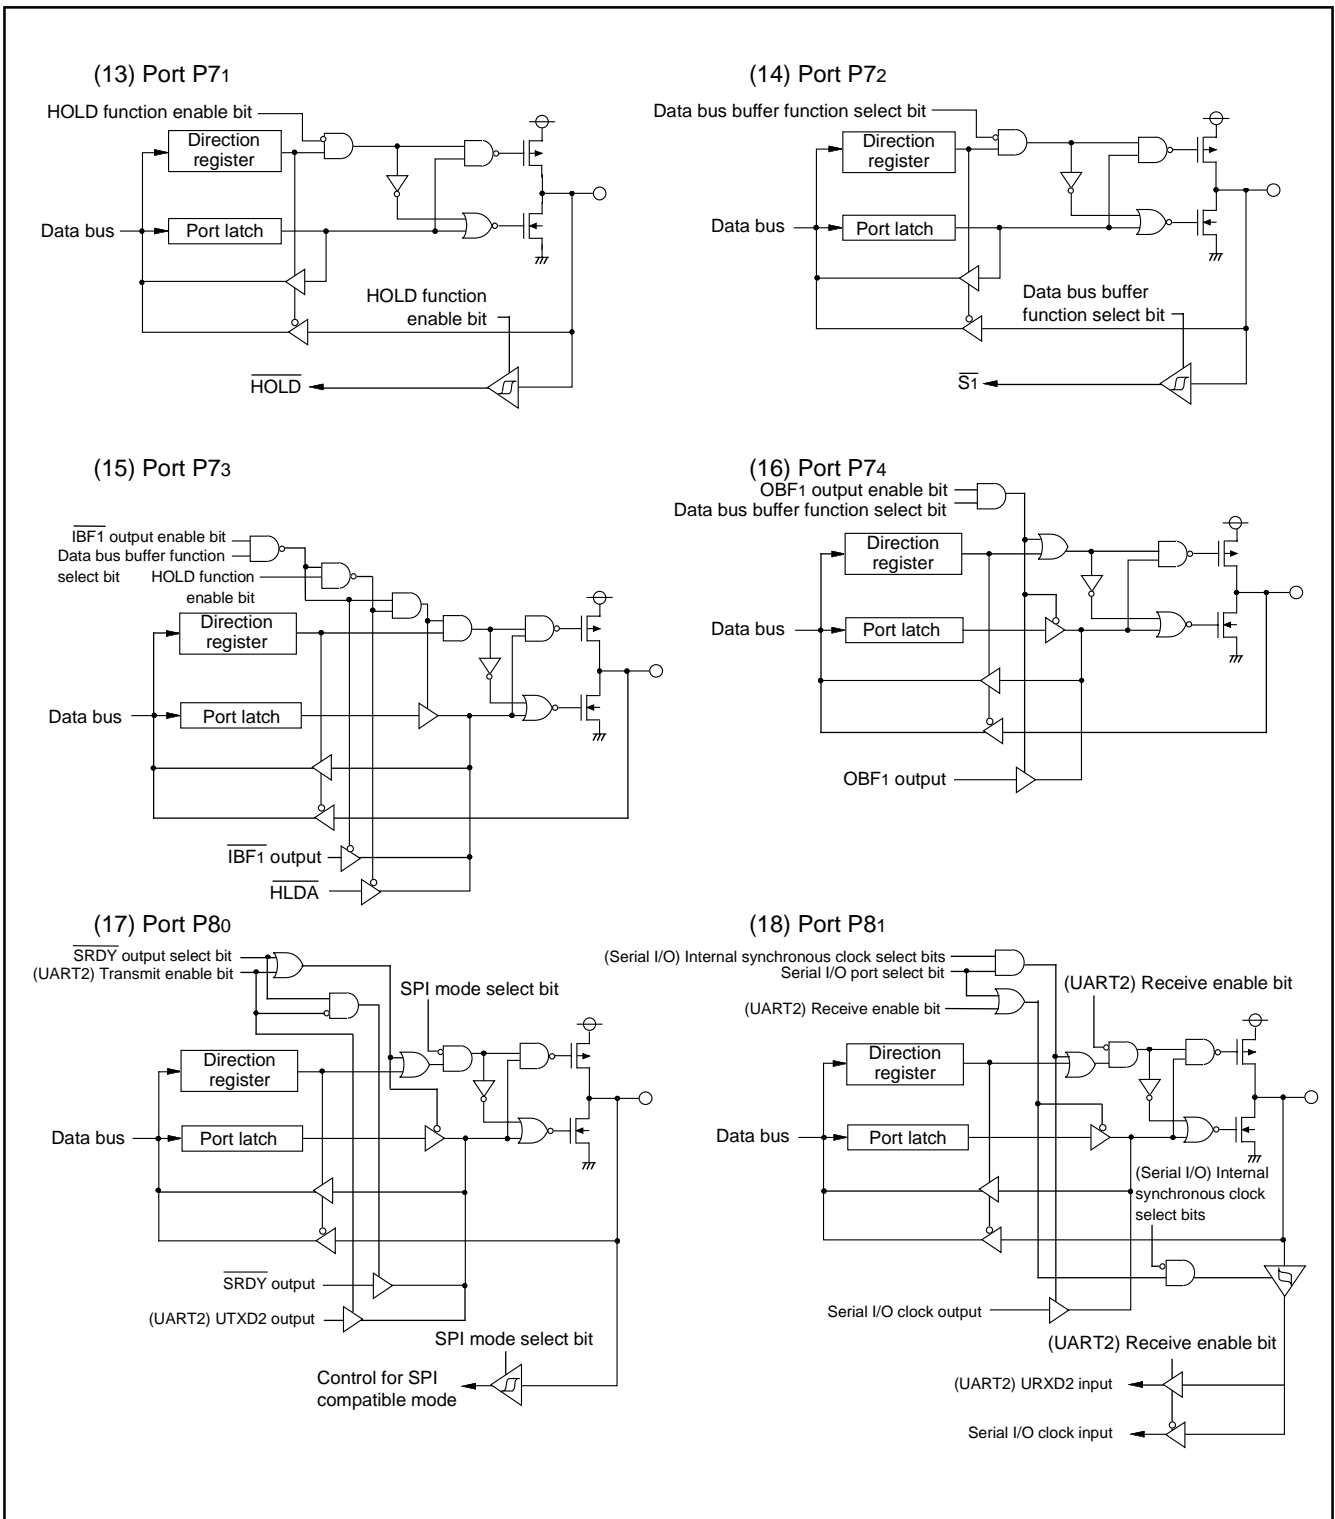 (13) Port P71
HOLD function enable bit
Direction
register
Data bus
Port latch
HOLD function
enable bit
HOLD
(14) Port P72
Data bus buffer function select bit
Direction
register
Data bus
Port latch
Data bus buffer
function select bit
S1
(15) Port P73
IBF1 output enable bit
Data bus buffer function
select bit
HOLD function
enable bit
Direction
register
Data bus
Port latch
IBF1 output
HLDA
(16) Port P74
OBF1 output enable bit
Data bus buffer function select bit
Direction
register
Data bus
Port latch
OBF1 output
(17) Port P80
SRDY output select bit
(UART2) Transmit enable bit
SPI mode select bit
Direction
register
Data bus
Port latch
SRDY output
(UART2) UTXD2 output
SPI mode select bit
Control for SPI
compatible mode
(18) Port P81
(Serial I/O) Internal synchronous clock select bits
Serial I/O port select bit
(UART2) Receive enable bit
(UART2) Receive enable bit
Direction
register
Data bus
Port latch
(Serial I/O) Internal
synchronous clock
select bits
Serial I/O clock output
(UART2) Receive enable bit
(UART2) URXD2 input
Serial I/O clock input